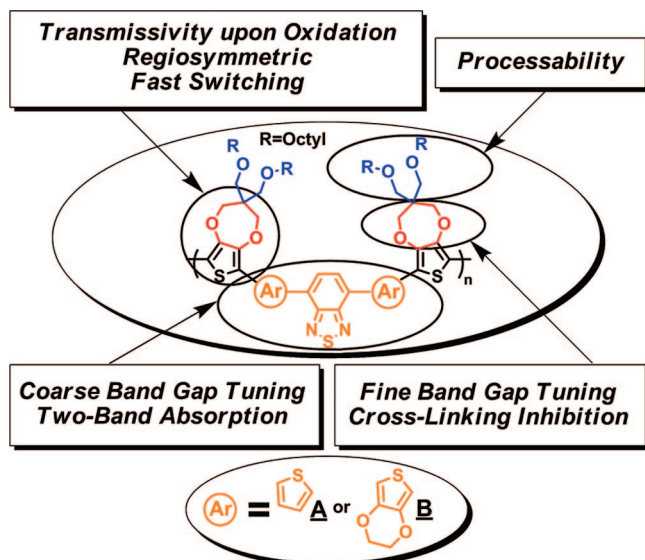 Transmissivity upon Oxidation
Regiosymmetric
Fast Switching
Processability
R=Octyl
R
O
O-R
R
R-O
O
O
O
O
O
S
S
n
Ar
Ar
N
S
N
Coarse Band Gap Tuning
Two-Band Absorption
Fine Band Gap Tuning
Cross-Linking Inhibition
Ar = S A or S O O B